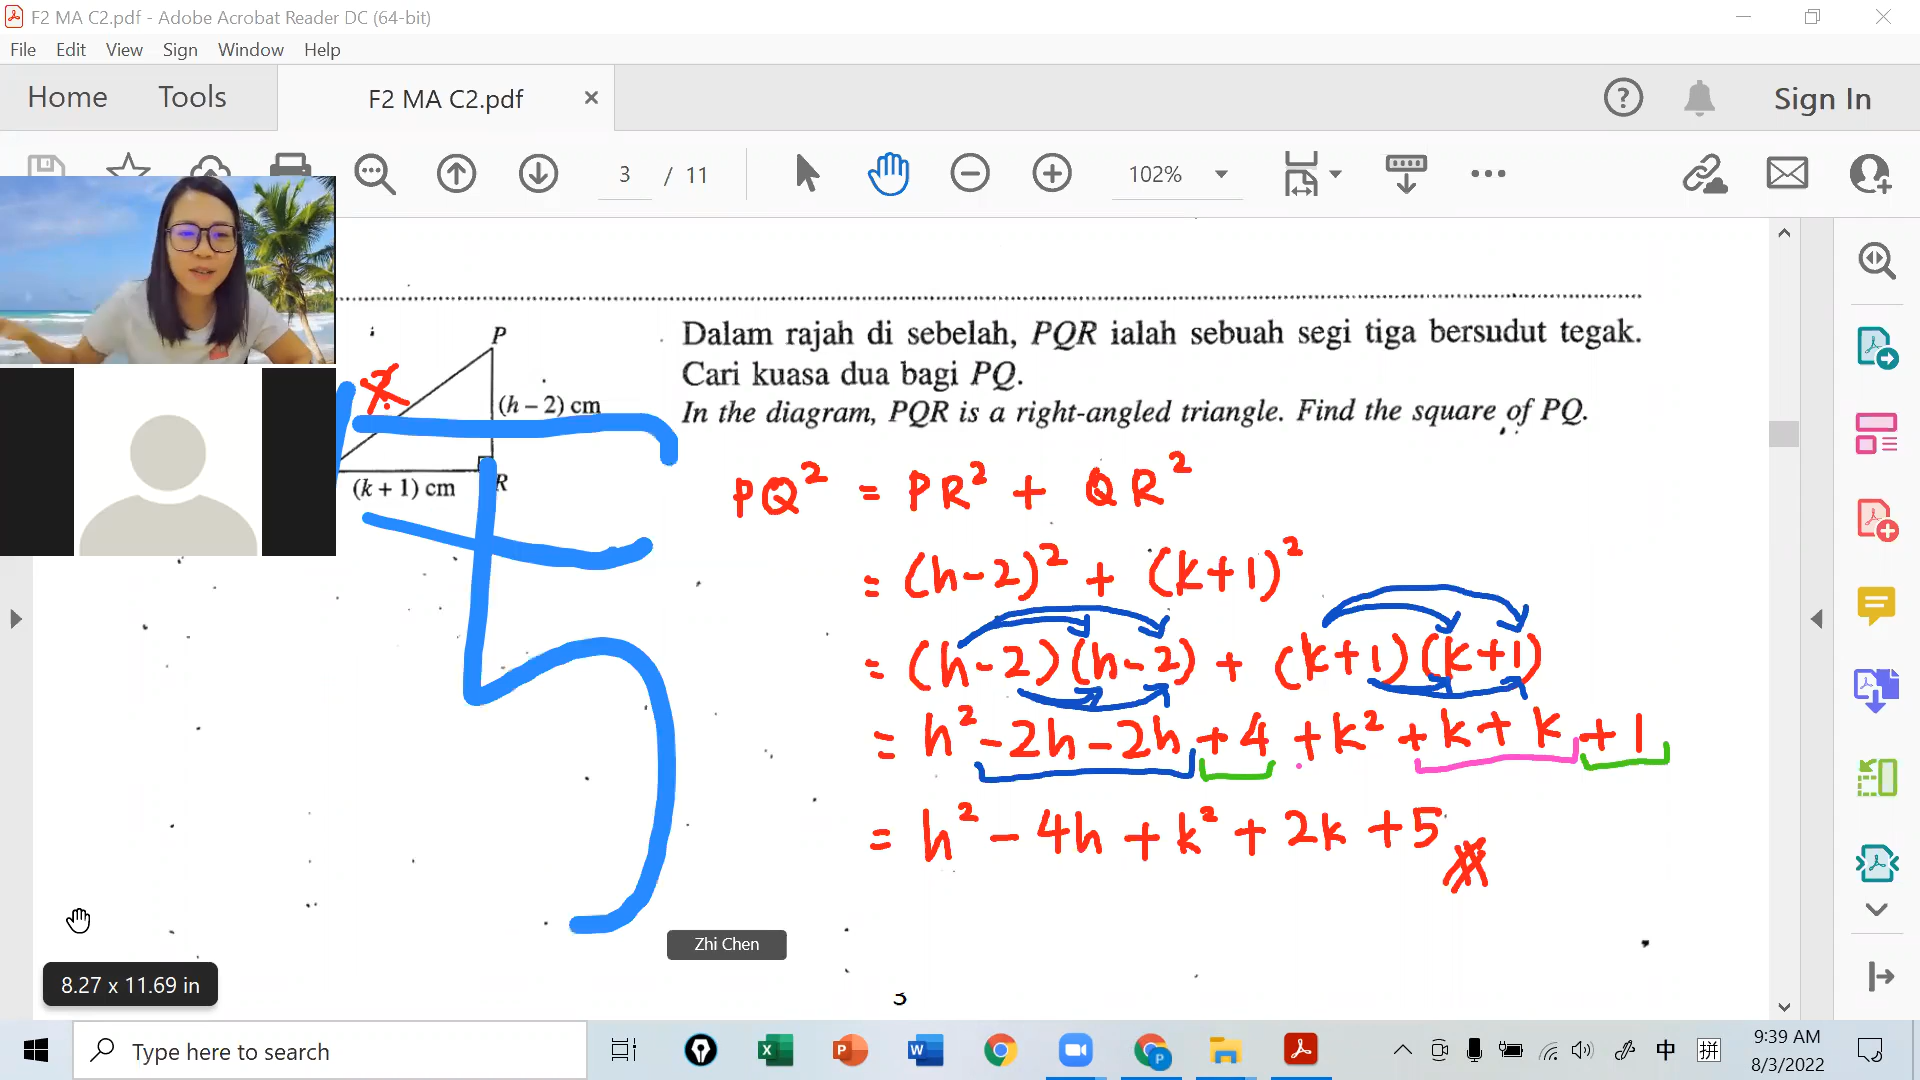 F2 MA C2.pdf - Adobe Acrobat Reader DC (64-bit)
File Edit View Sign Window Help
Home Tools F2 MA C2.pdf × Sign In
3 / 11 102%
Dalam rajah di sebelah, PQR ialah sebuah segi tiga bersudut tegak.
Cari kuasa dua bagi PQ.
In the diagram, PQR is a right-angled triangle. Find the square of PQ.
P
?
(h – 2) cm
R
(k + 1) cm
PQ² = PR² + QR²
= (h-2)² + (k+1)²
= (h-2)(h-2) + (k+1)(k+1)
= h² -2h -2h +4 +k² +k + k +1
= h² - 4h + k² + 2k + 5
Zhi Chen
8.27 x 11.69 in
3
Type here to search
中 拼
9:39 AM
8/3/2022